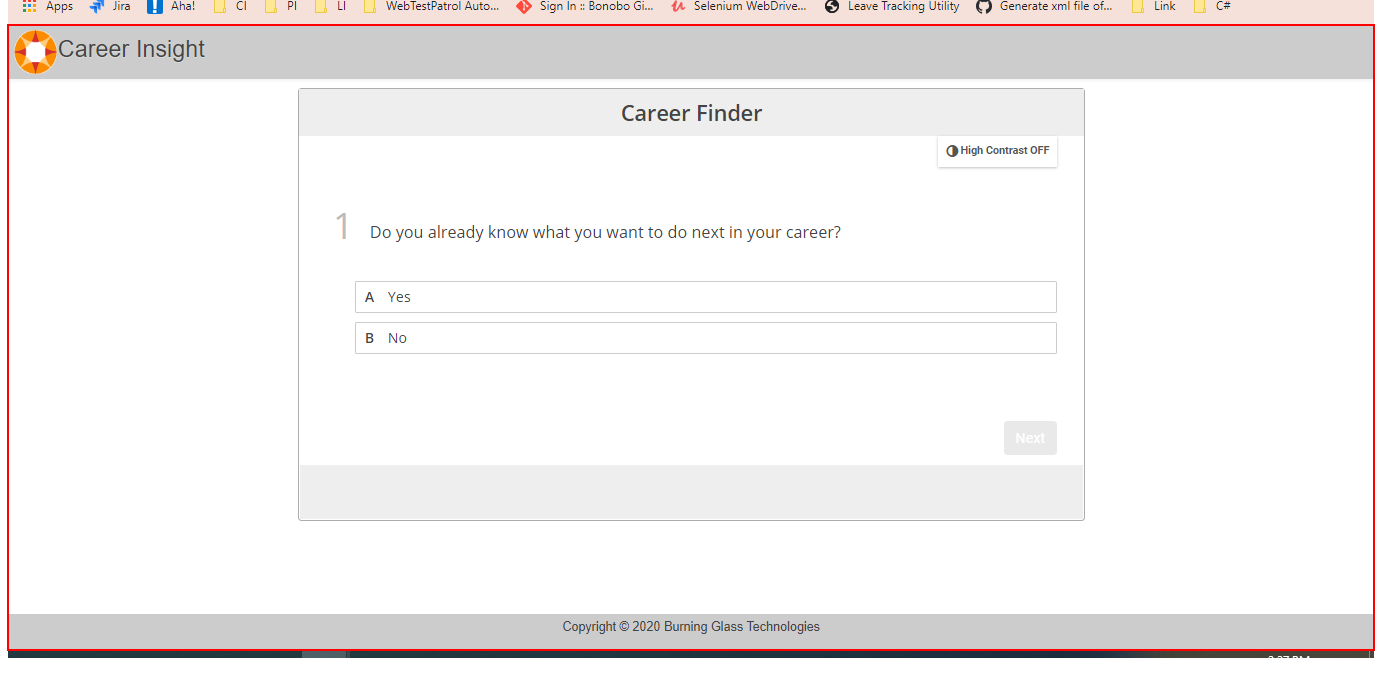 Apps Jira Aha! CI PI LI WebTestPatrol Auto... Sign In :: Bonobo Gi... Selenium WebDrive... Leave Tracking Utility Generate xml file of... Link C#
Career Insight
Career Finder
High Contrast OFF
1 Do you already know what you want to do next in your career?
A Yes
B No
Next
Copyright © 2020 Burning Glass Technologies